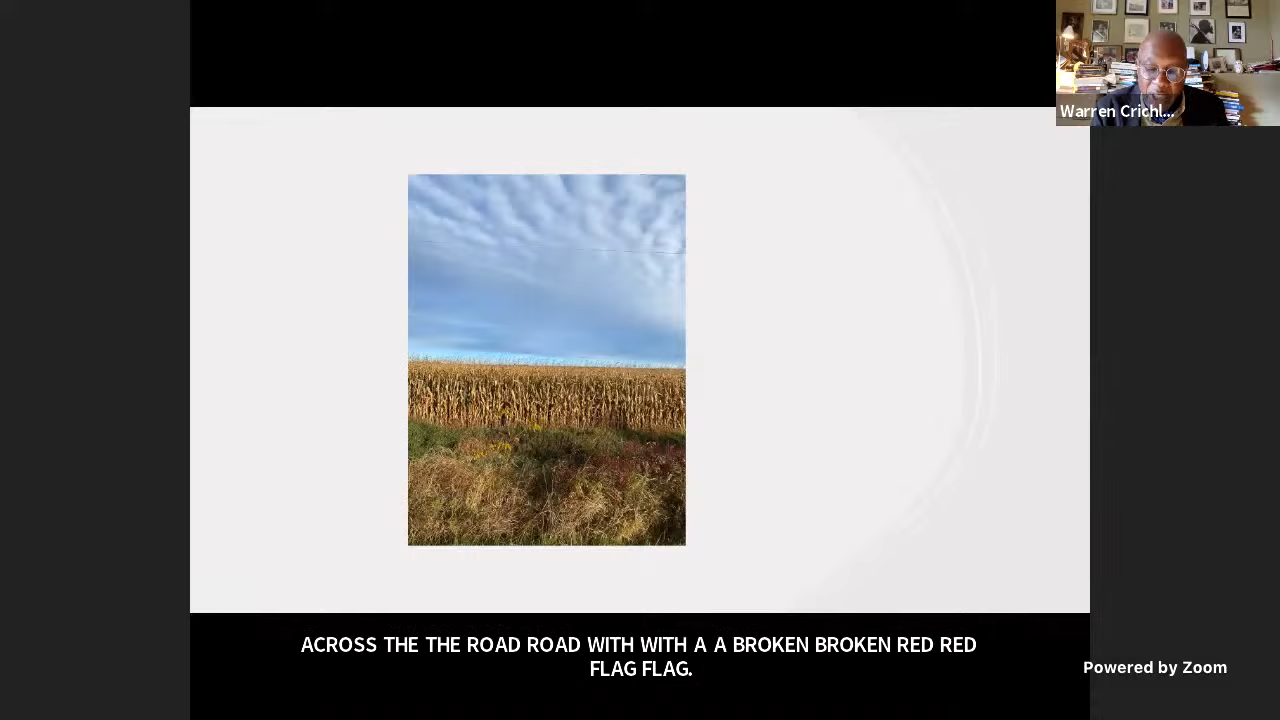 Warren Crichl...
ACROSS THE THE ROAD ROAD WITH WITH A A BROKEN BROKEN RED RED
FLAG FLAG.
Powered by Zoom